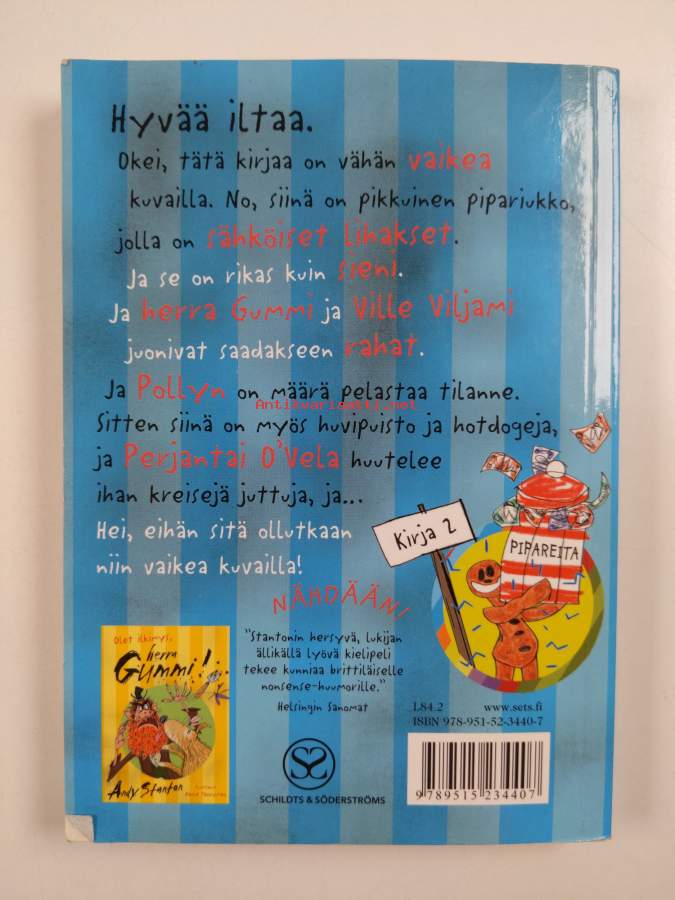 Hyvää iltaa.
Okei, tätä kirjaa on vähän vaikea
kuvailla. No, siinä on pikkuinen pipariukko,
jolla on sähköiset lihakset.
Ja se on rikas kuin sieni.
Ja herra Gummi ja Ville Viljami
juonivat saadakseen rahat.
Ja Pollyn on määrä pelastaa tilanne.
Antikvariaatti.net
Sitten siinä on myös huvipuisto ja hotdogeja,
ja Perjantai O'Vela huutelee
ihan kreisejä juttuja, ja...
Hei, eihän sitä ollutkaan
niin vaikea kuvailla!
Kirja 2
PIPAREITA
NÄHDÄÄN!
Olet ilkimys,
herra
Gummi!
Andy Stanton
"Stantonin hersyvä, lukijan
ällikällä lyövä kielipeli
tekee kunniaa brittiläiselle
nonsense-huumorille."
Helsingin Sanomat
SCHILDTS & SÖDERSTRÖMS
L84.2 www.sets.fi
ISBN 978-951-52-3440-7
9 789515 234407